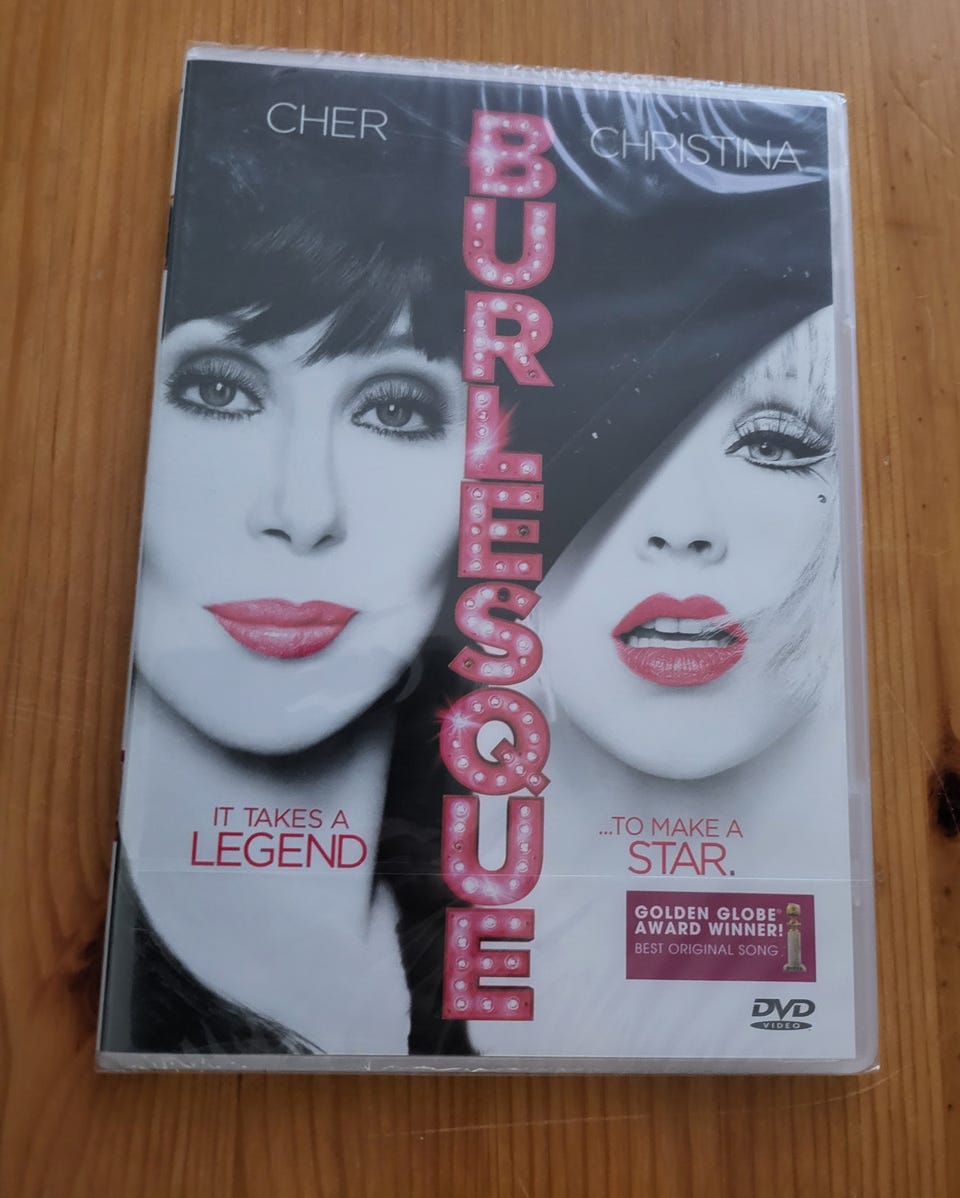 CHER
CHRISTINA
BURLESQUE
IT TAKES A
LEGEND
...TO MAKE A
STAR.
GOLDEN GLOBE®
AWARD WINNER!
BEST ORIGINAL SONG
DVD
VIDEO